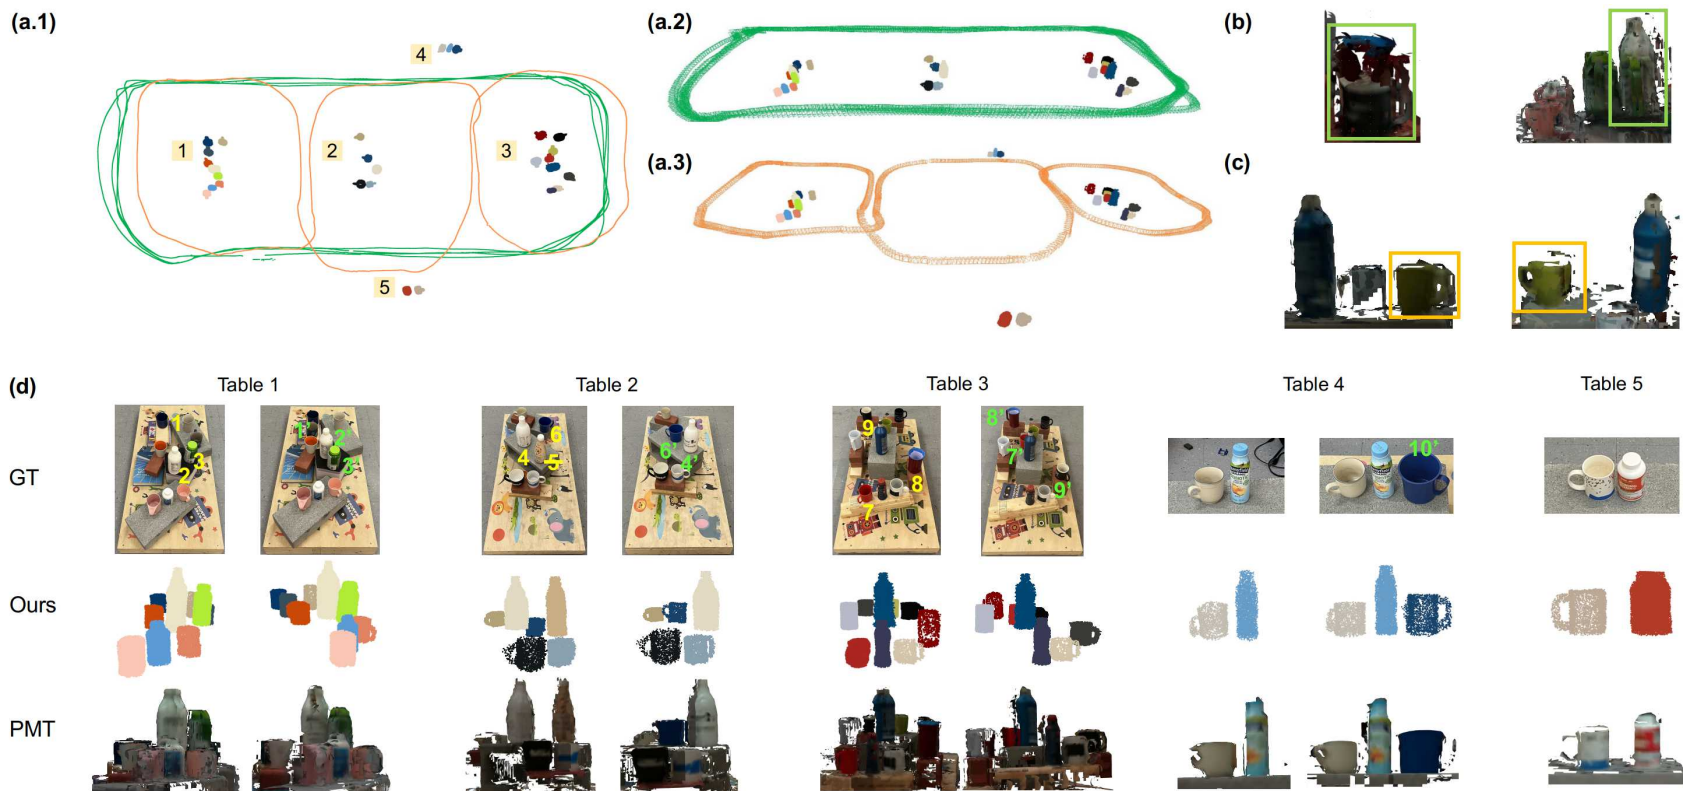 (a.1)
(a.2)
(b)
4
1
2
3
(a.3)
(c)
5
(d)
Table 1
Table 2
Table 3
Table 4
Table 5
GT
1
2
3
1'
2'
3'
4
5
6
6'
4'
9
8
7
8'
7'
9'
10'
Ours
PMT